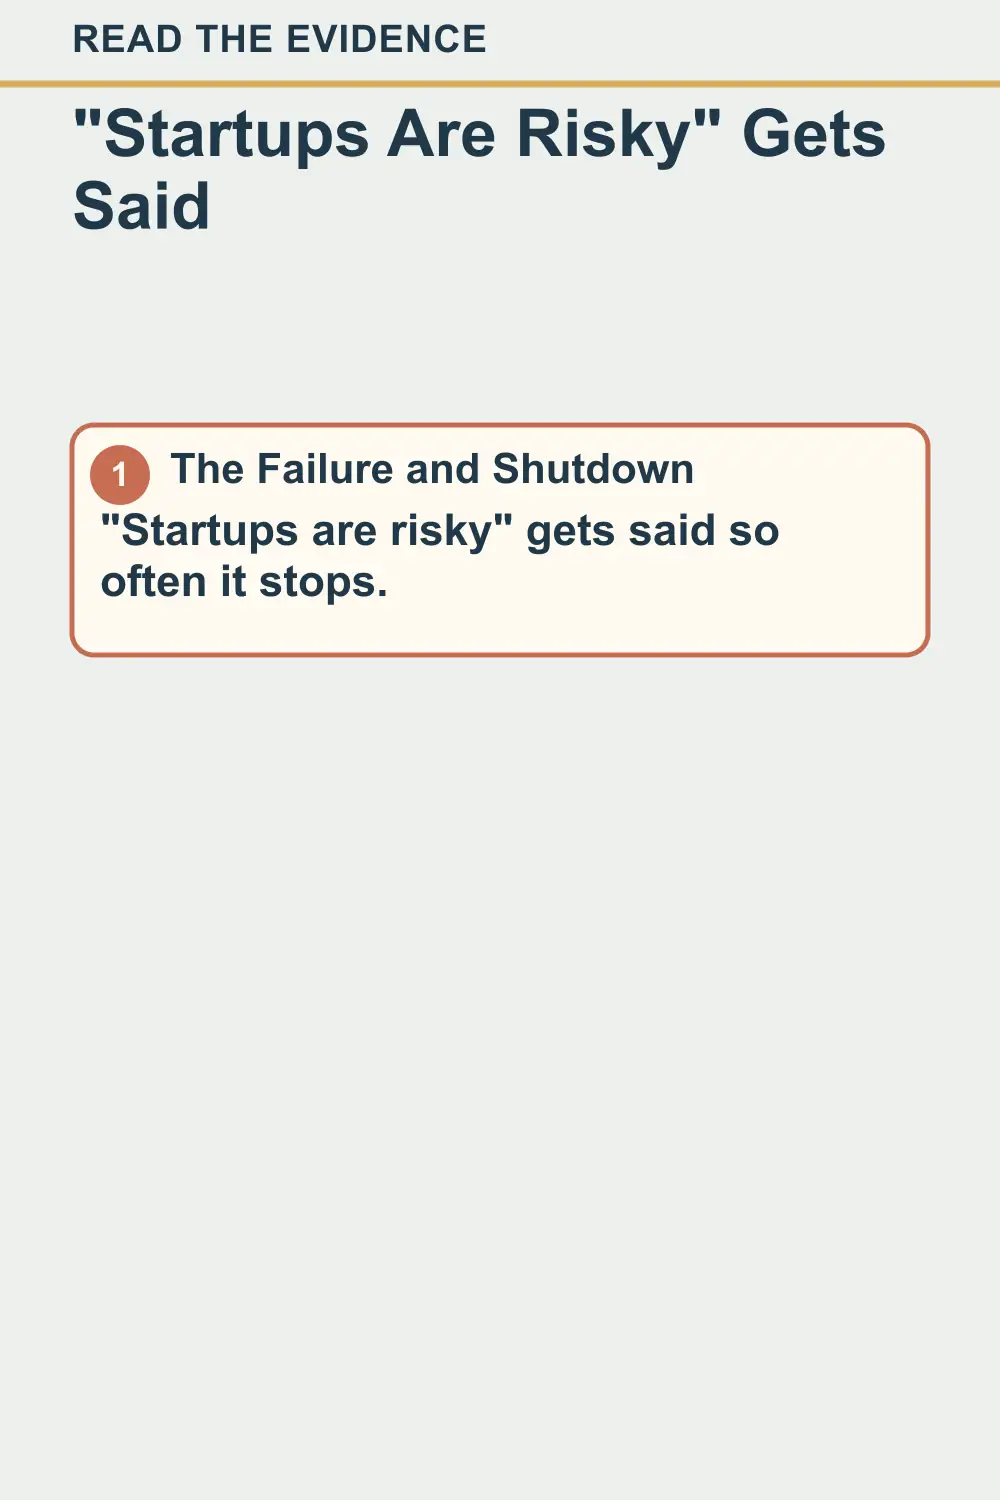 READ THE EVIDENCE
"Startups Are Risky" Gets
Said
1 The Failure and Shutdown
"Startups are risky" gets said so
often it stops.